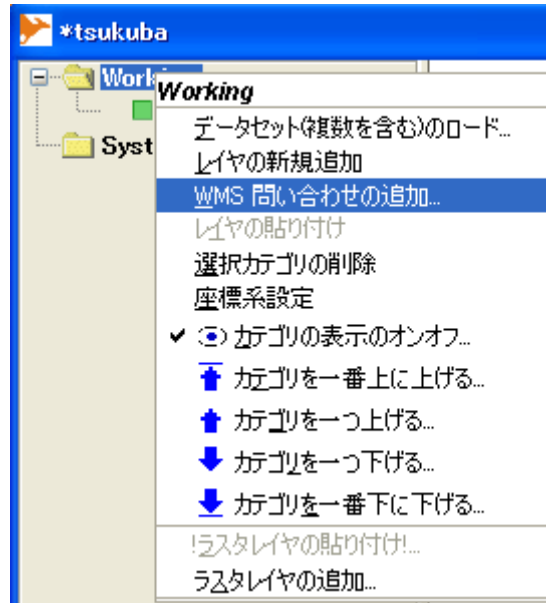 *tsukuba
Work
Working
Syst
データセット(複数を含む)のロード...
レイヤの新規追加
WMS 問い合わせの追加...
レイヤの貼り付け
選択カテゴリの削除
座標系設定
カテゴリの表示のオンオフ...
カテゴリを一番上に上げる...
カテゴリを一つ上げる...
カテゴリを一つ下げる...
カテゴリを一番下に下げる...
!ラスタレイヤの貼り付け!...
ラスタレイヤの追加...